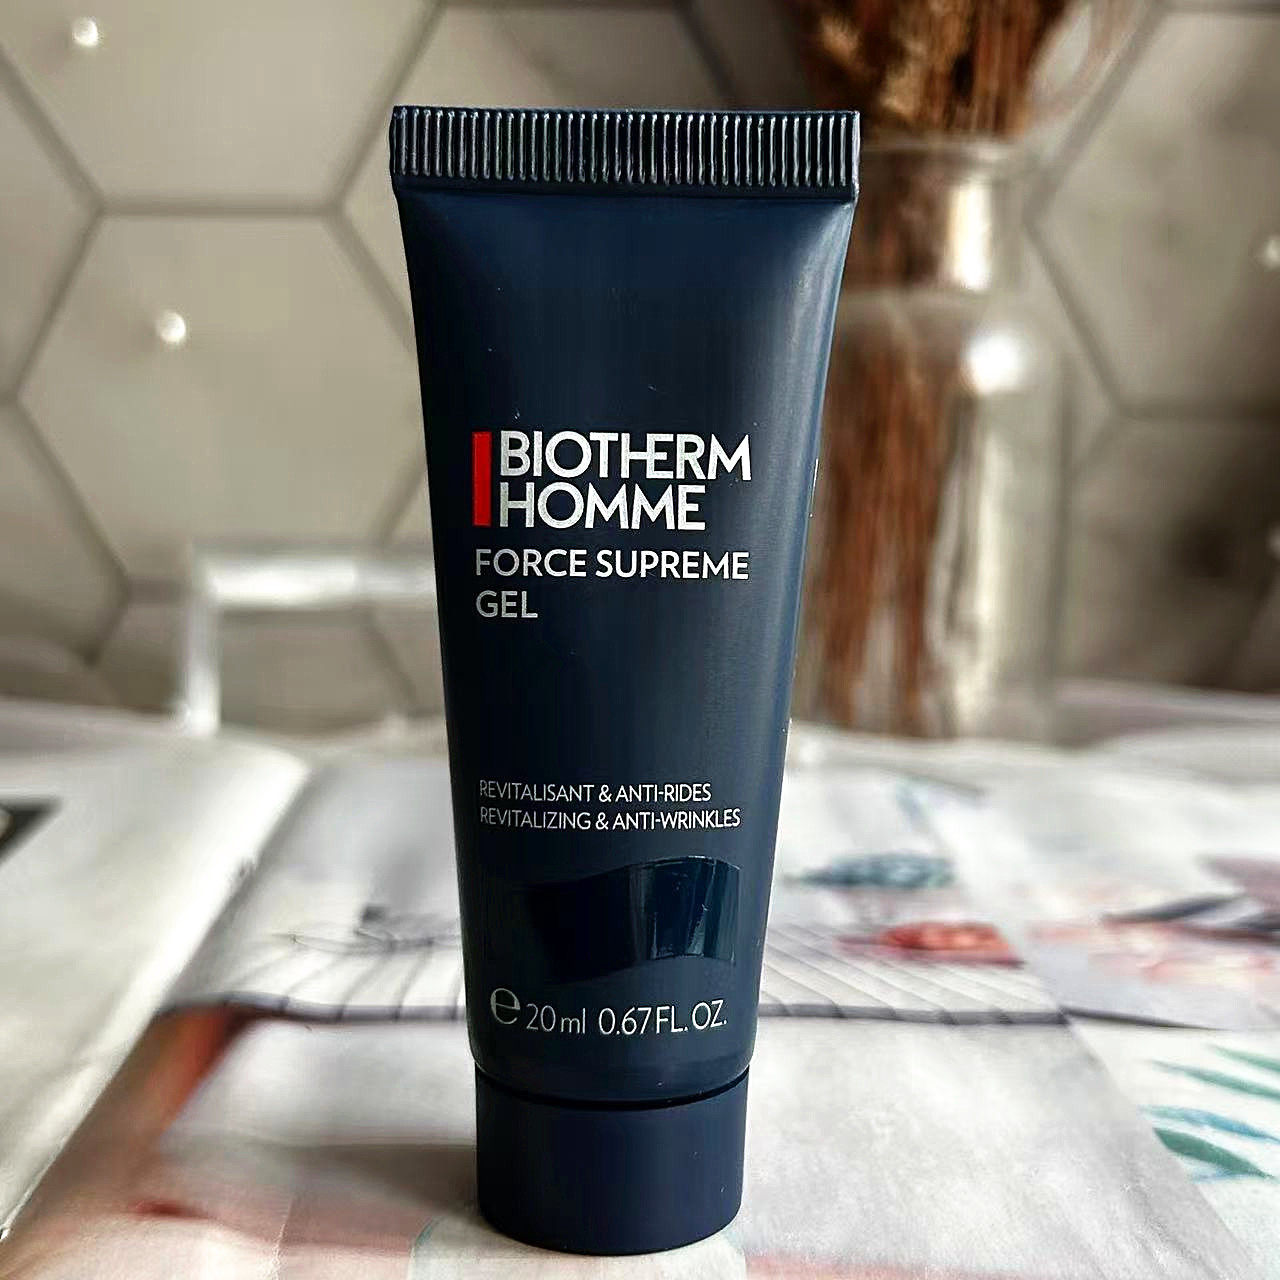 BIOTHERM
HOMME
FORCE SUPREME
GEL
REVITALISANT & ANTI-RIDES
REVITALIZING & ANTI-WRINKLES
℮ 20 ml 0.67 FL. OZ.